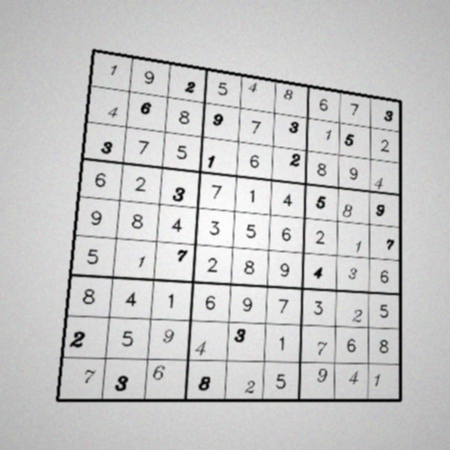 1 9 2 5 4 8 6 7 3
4 6 8 9 7 3 1 5 2
3 7 5 1 6 2 8 9 4
6 2 3 7 1 4 5 8 9
9 8 4 3 5 6 2 1 7
5 1 7 2 8 9 4 3 6
8 4 1 6 9 7 3 2 5
2 5 9 4 3 1 7 6 8
7 3 6 8 2 5 9 4 1